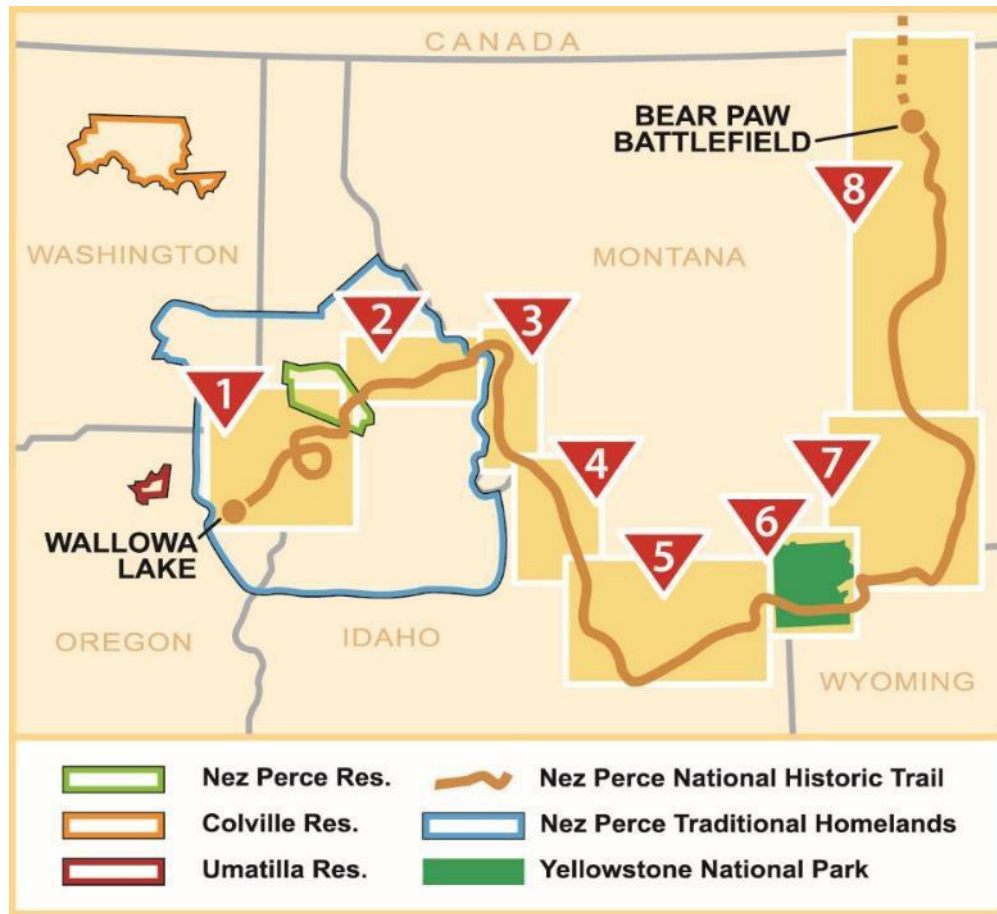 CANADA
BEAR PAW
BATTLEFIELD
8
WASHINGTON
MONTANA
2
3
1
4
7
6
5
WALLOWA
LAKE
OREGON
IDAHO
WYOMING
Nez Perce Res.
Nez Perce National Historic Trail
Colville Res.
Nez Perce Traditional Homelands
Umatilla Res.
Yellowstone National Park